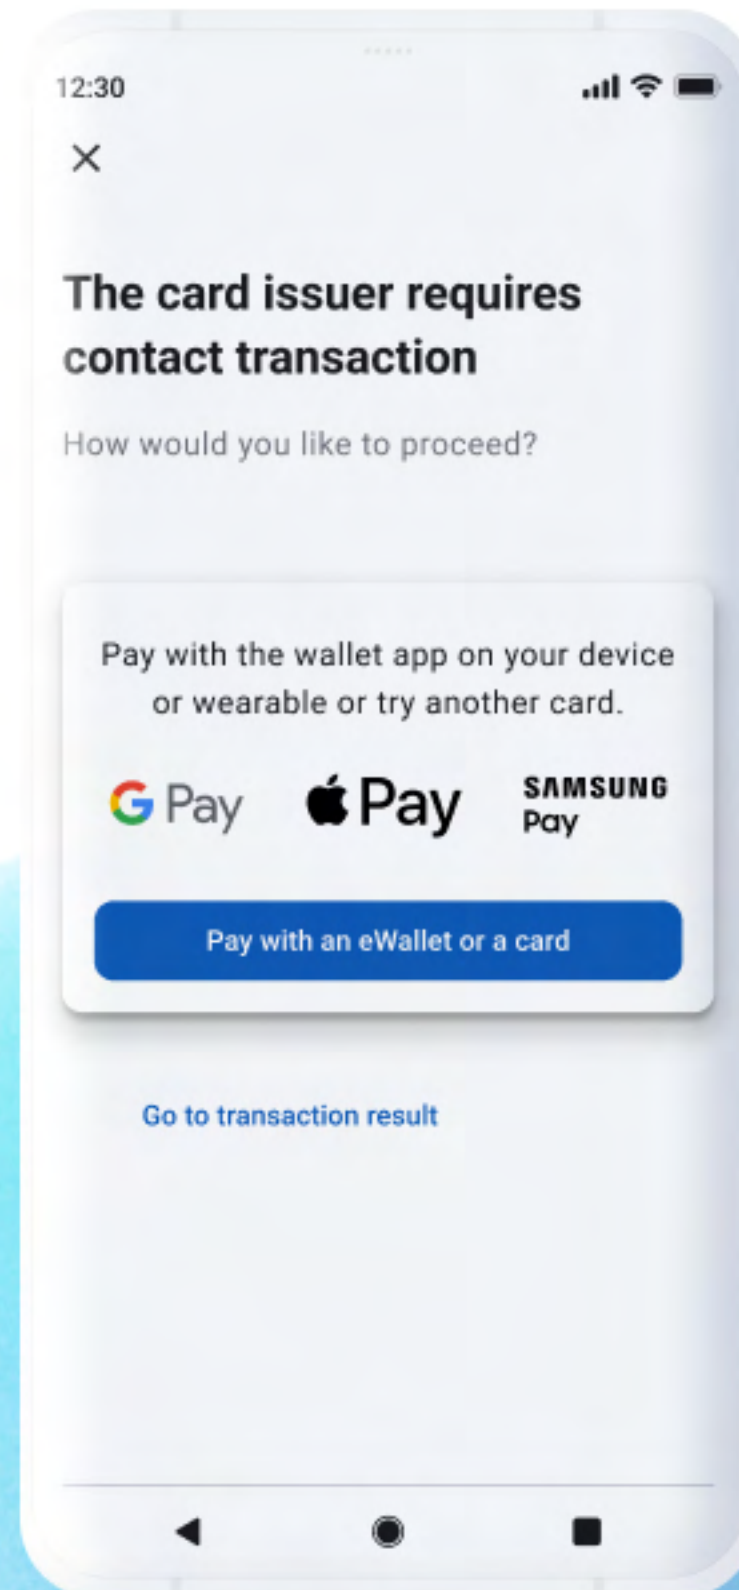 12:30
The card issuer requires
contact transaction
How would you like to proceed?
Pay with the wallet app on your device
or wearable or try another card.
G Pay
Pay
SAMSUNG
Pay
Pay with an eWallet or a card
Go to transaction result